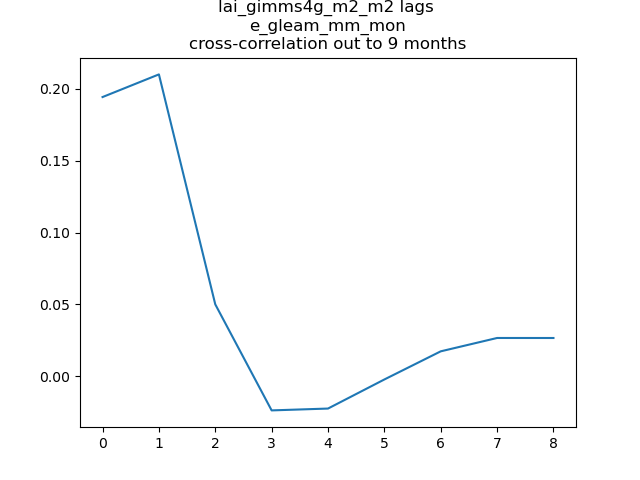 lai_gimms4g_m2_m2 lags
e_gleam_mm_mon
cross-correlation out to 9 months
0.20
0.15
0.10
0.05
0.00
0 1 2 3 4 5 6 7 8